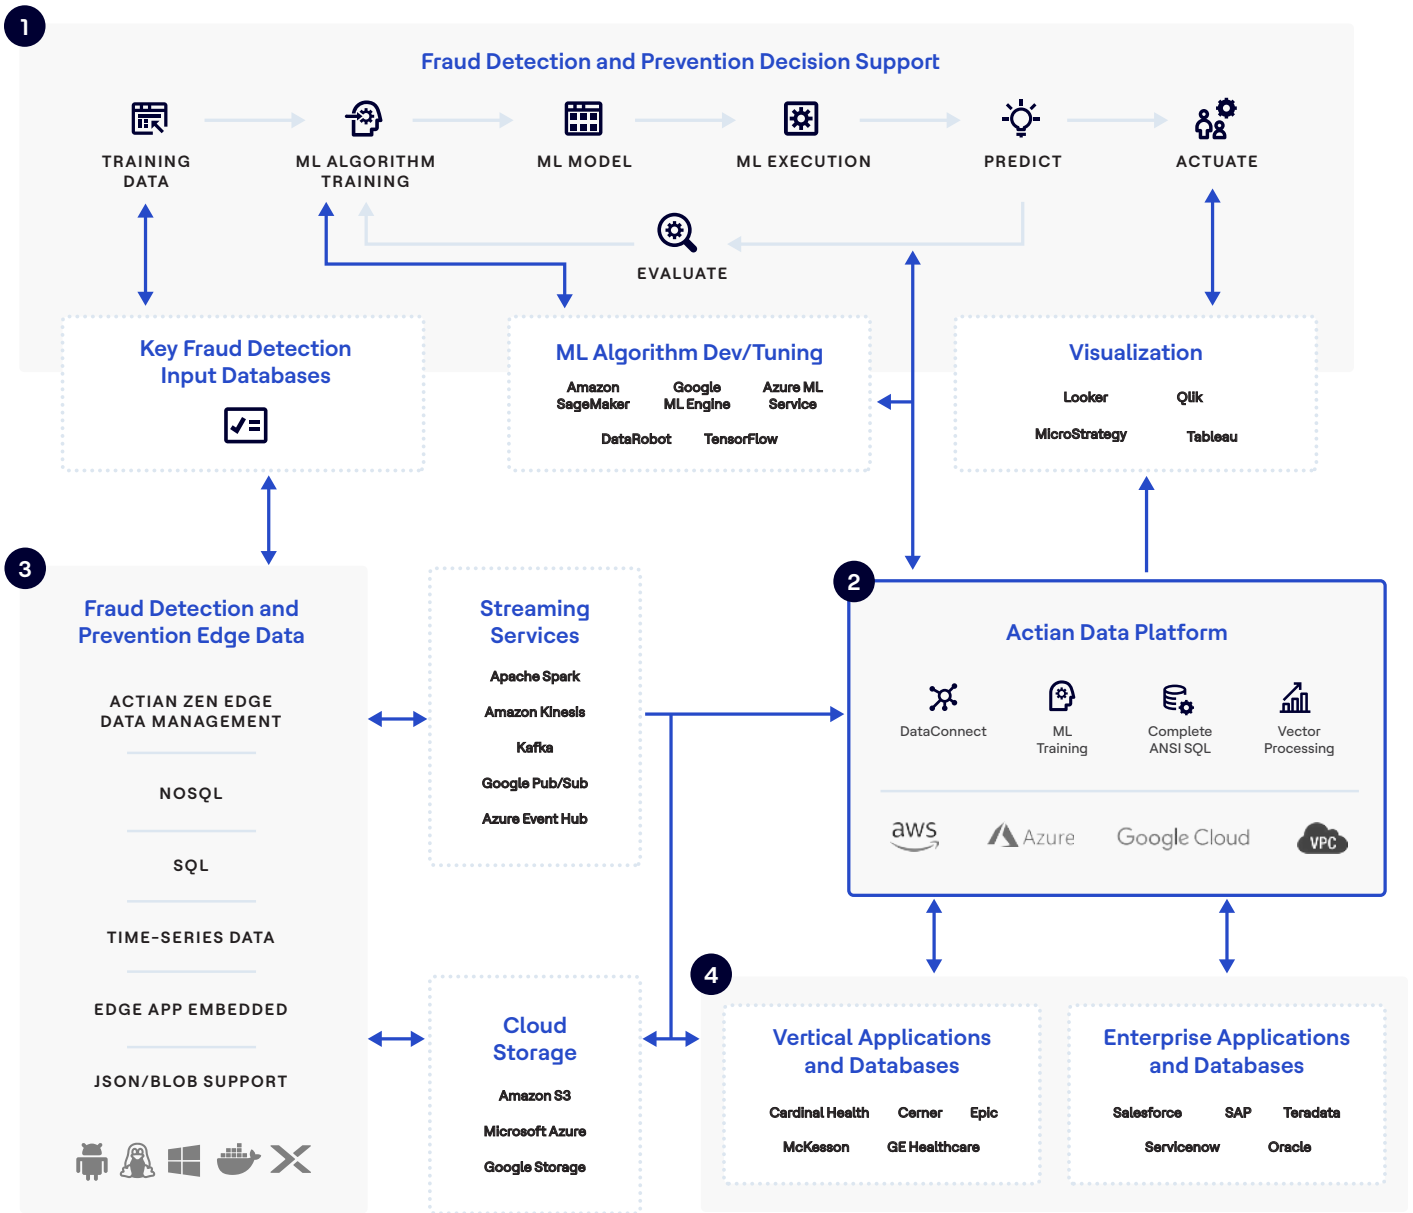 1
Fraud Detection and Prevention Decision Support
TRAINING
DATA
ML ALGORITHM
TRAINING
ML MODEL
ML EXECUTION
PREDICT
ACTUATE
EVALUATE
Key Fraud Detection
Input Databases
ML Algorithm Dev/Tuning
Amazon
SageMaker
Google
ML Engine
Azure ML
Service
DataRobot
TensorFlow
Visualization
Looker
Qlik
MicroStrategy
Tableau
3
Fraud Detection and
Prevention Edge Data
ACTIAN ZEN EDGE
DATA MANAGEMENT
NOSQL
SQL
TIME-SERIES DATA
EDGE APP EMBEDDED
JSON/BLOB SUPPORT
Streaming
Services
Apache Spark
Amazon Kinesis
Kafka
Google Pub/Sub
Azure Event Hub
Cloud
Storage
Amazon S3
Microsoft Azure
Google Storage
2
Actian Data Platform
DataConnect
ML
Training
Complete
ANSI SQL
Vector
Processing
aws
Azure
Google Cloud
VPC
4
Vertical Applications
and Databases
Cardinal Health
Cerner
Epic
McKesson
GE Healthcare
Enterprise Applications
and Databases
Salesforce
SAP
Teradata
Servicenow
Oracle